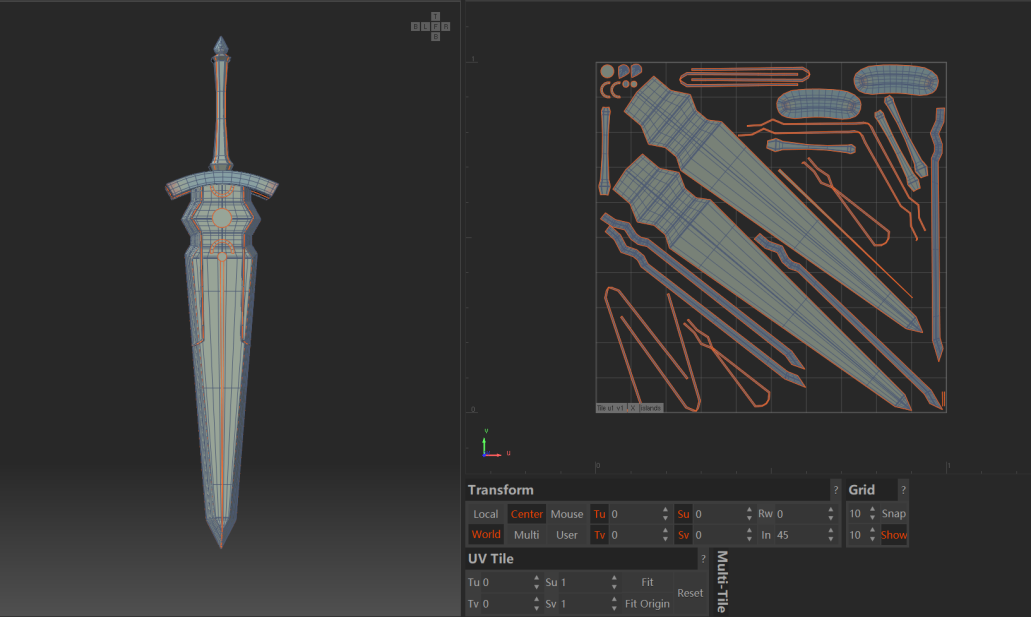 T
B L F R
B
1
0
Tile u1 v1 X Islands
v
u
0 1
Transform ? Grid ?
Local Center Mouse Tu 0 Su 0 Rw 0 10 Snap
World Multi User Tv 0 Sv 0 In 45 10 Show
UV Tile ? Multi-Tile
Tu 0 Su 1 Fit Reset
Tv 0 Sv 1 Fit Origin